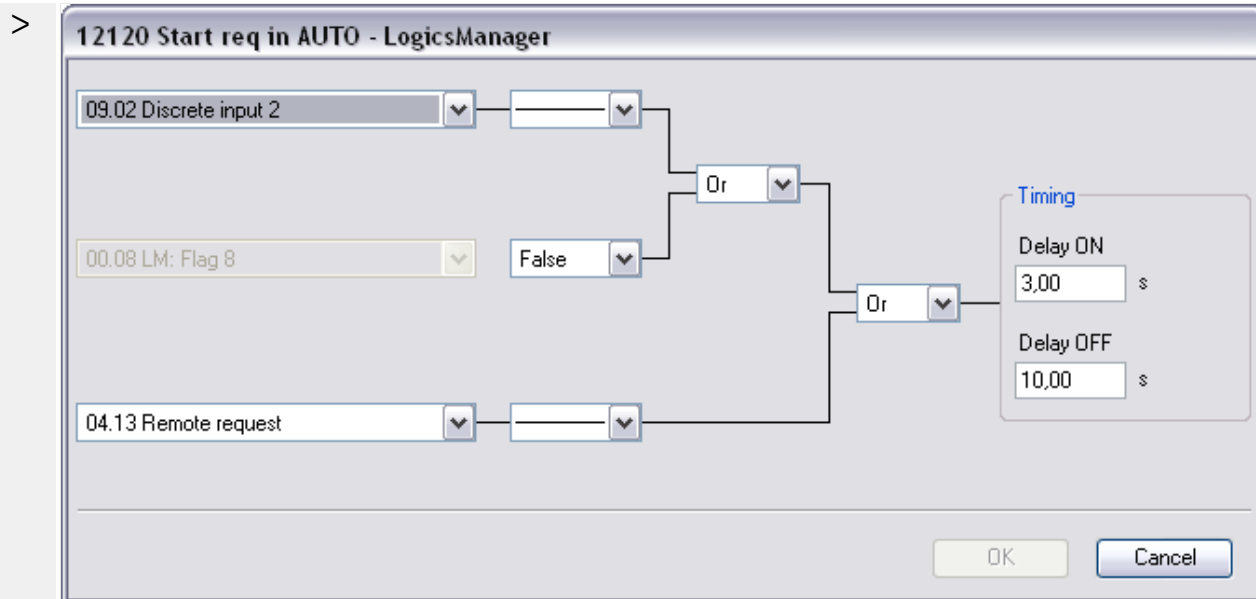 >
12120 Start req in AUTO - LogicsManager
09.02 Discrete input 2
Or
Timing
Delay ON
00.08 LM: Flag 8
False
3,00 s
Or
Delay OFF
10,00 s
04.13 Remote request
OK
Cancel